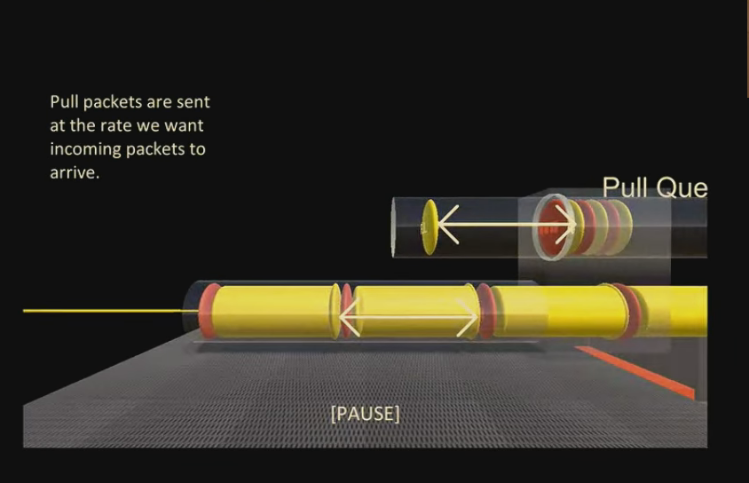 Pull packets are sent
at the rate we want
incoming packets to
arrive.
Pull Que
[PAUSE]